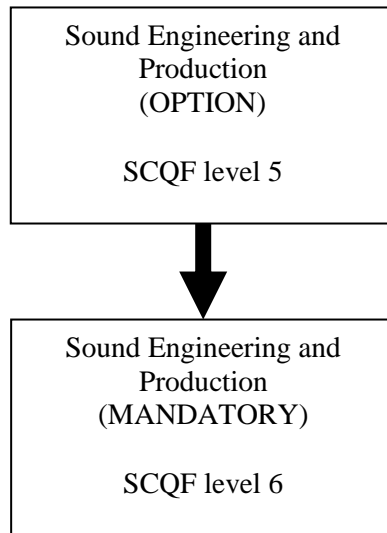 Sound Engineering and
Production
(OPTION)
SCQF level 5
Sound Engineering and
Production
(MANDATORY)
SCQF level 6